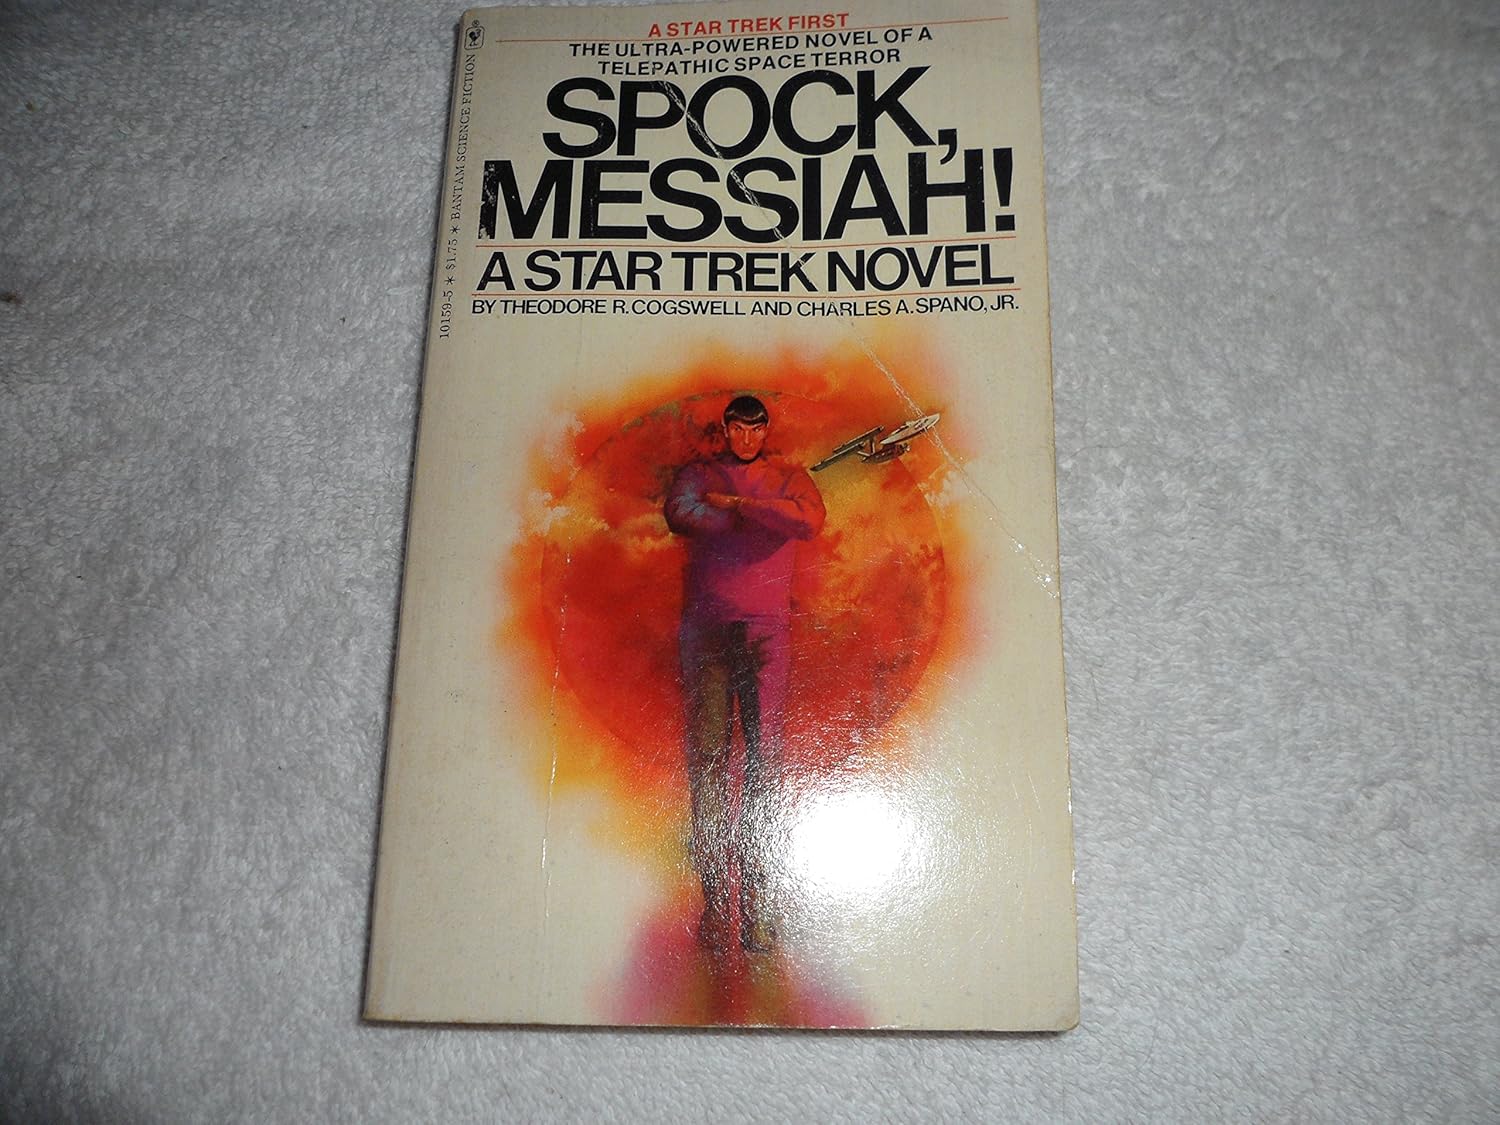 A STAR TREK FIRST
THE ULTRA-POWERED NOVEL OF A
TELEPATHIC SPACE TERROR
SPOCK,
MESSIAH!
A STAR TREK NOVEL
BY THEODORE R. COGSWELL AND CHARLES A. SPANO, JR.
10159-5 * $1.75 * BANTAM SCIENCE FICTION
®